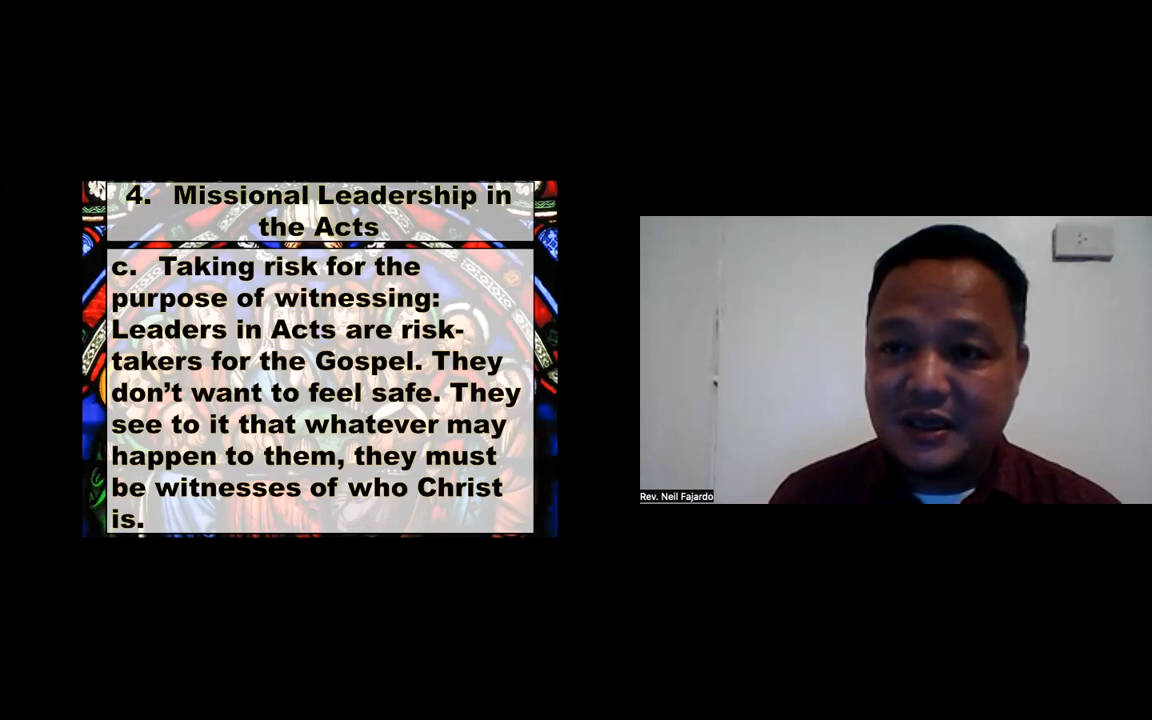 4. Missional Leadership in
the Acts
c. Taking risk for the
purpose of witnessing:
Leaders in Acts are risk-
takers for the Gospel. They
don’t want to feel safe. They
see to it that whatever may
happen to them, they must
be witnesses of who Christ
is.
Rev. Neil Fajardo